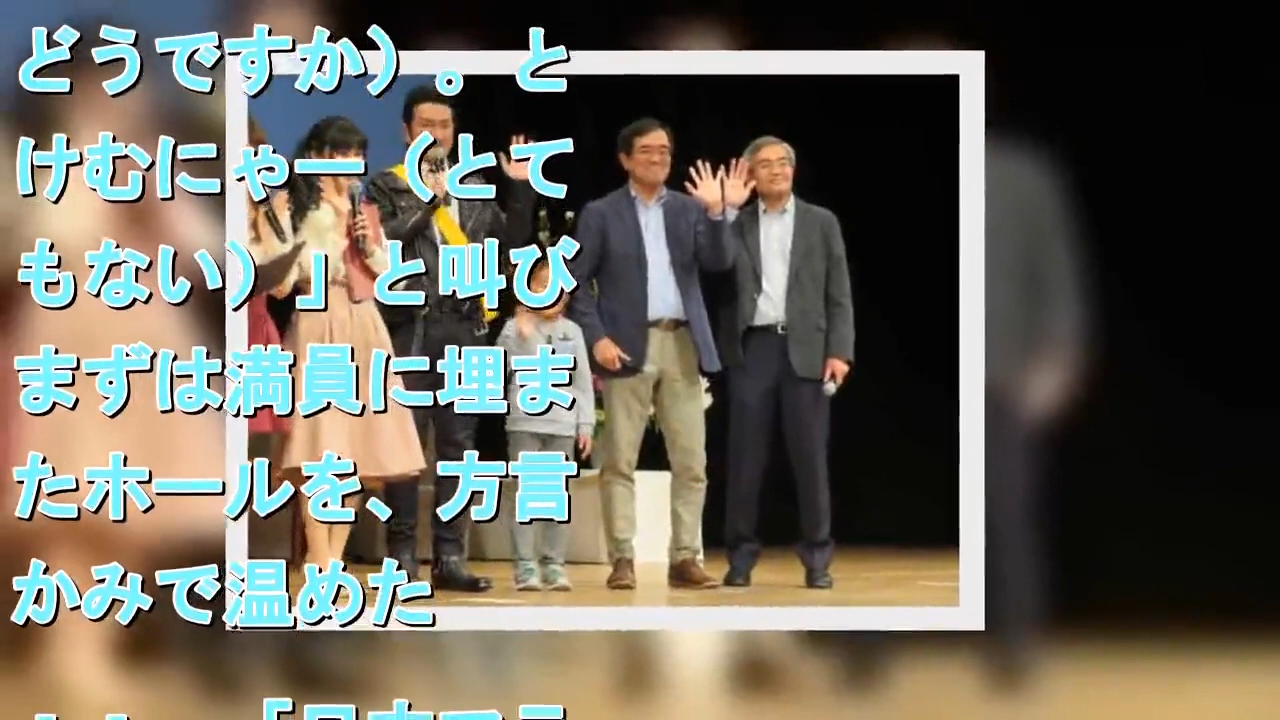 どうですか）。と
けむにゃー（とて
もない）」と叫び
まずは満員に埋ま
たホールを、方言
かみで温めた